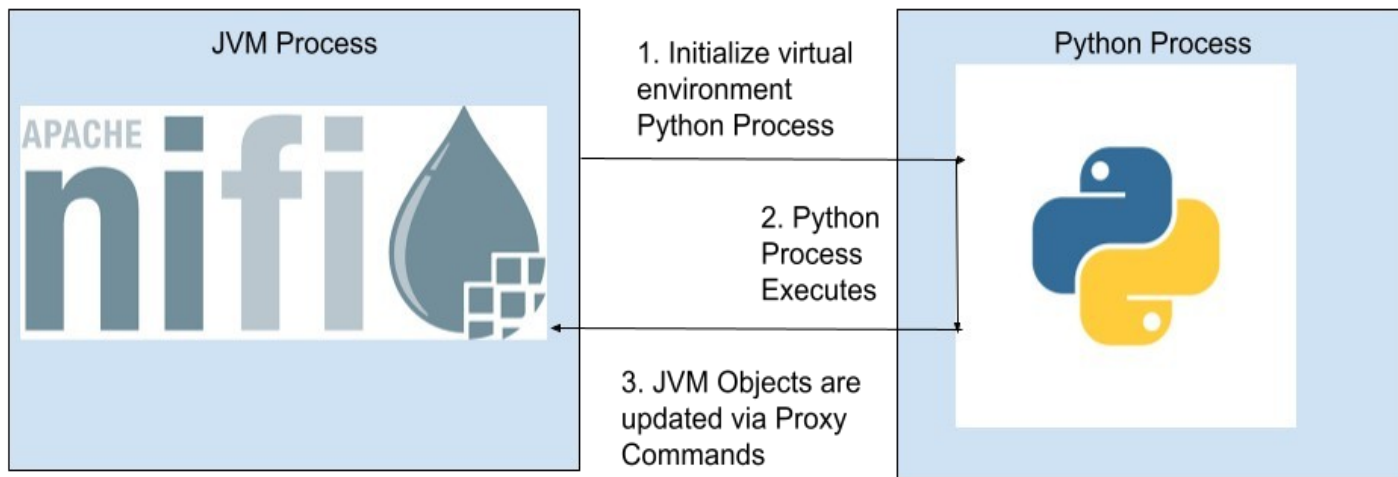 JVM Process
APACHE
nifi
1. Initialize virtual
environment
Python Process
2. Python
Process
Executes
3. JVM Objects are
updated via Proxy
Commands
Python Process